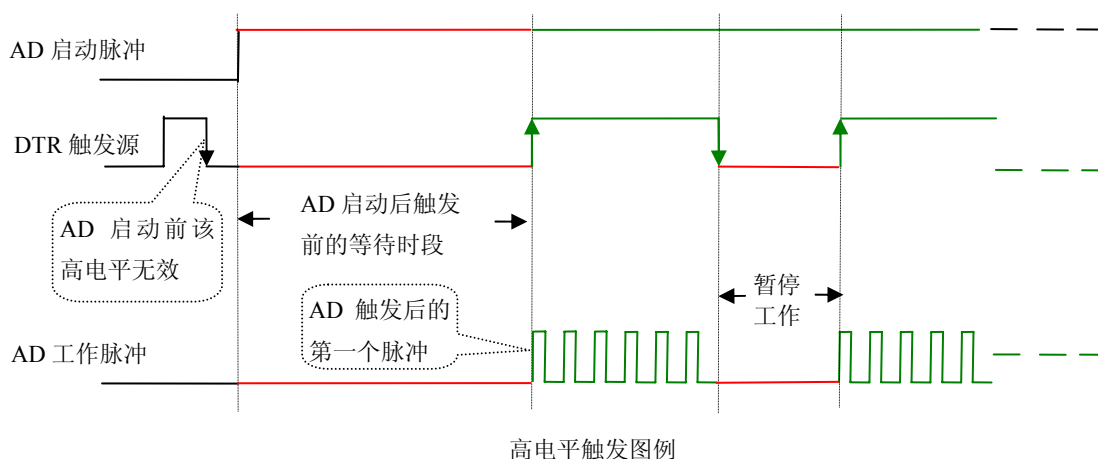 AD 启动脉冲
DTR 触发源
AD 启动前该
高电平无效
AD 启动后触发
前的等待时段
AD 触发后的
第一个脉冲
暂停
工作
AD 工作脉冲
高电平触发图例